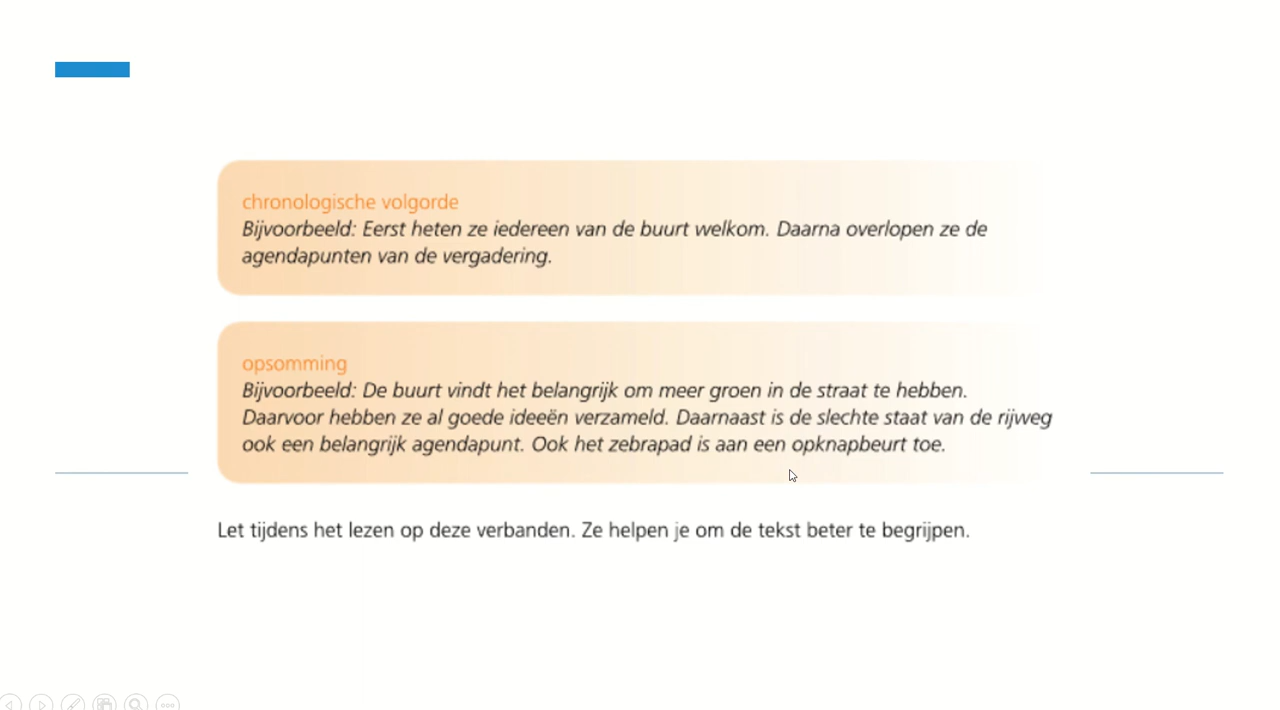 chronologische volgorde
Bijvoorbeeld: Eerst heten ze iedereen van de buurt welkom. Daarna overlopen ze de
agendapunten van de vergadering.
opsomming
Bijvoorbeeld: De buurt vindt het belangrijk om meer groen in de straat te hebben.
Daarvoor hebben ze al goede ideeën verzameld. Daarnaast is de slechte staat van de rijweg
ook een belangrijk agendapunt. Ook het zebrapad is aan een opknapbeurt toe.
Let tijdens het lezen op deze verbanden. Ze helpen je om de tekst beter te begrijpen.